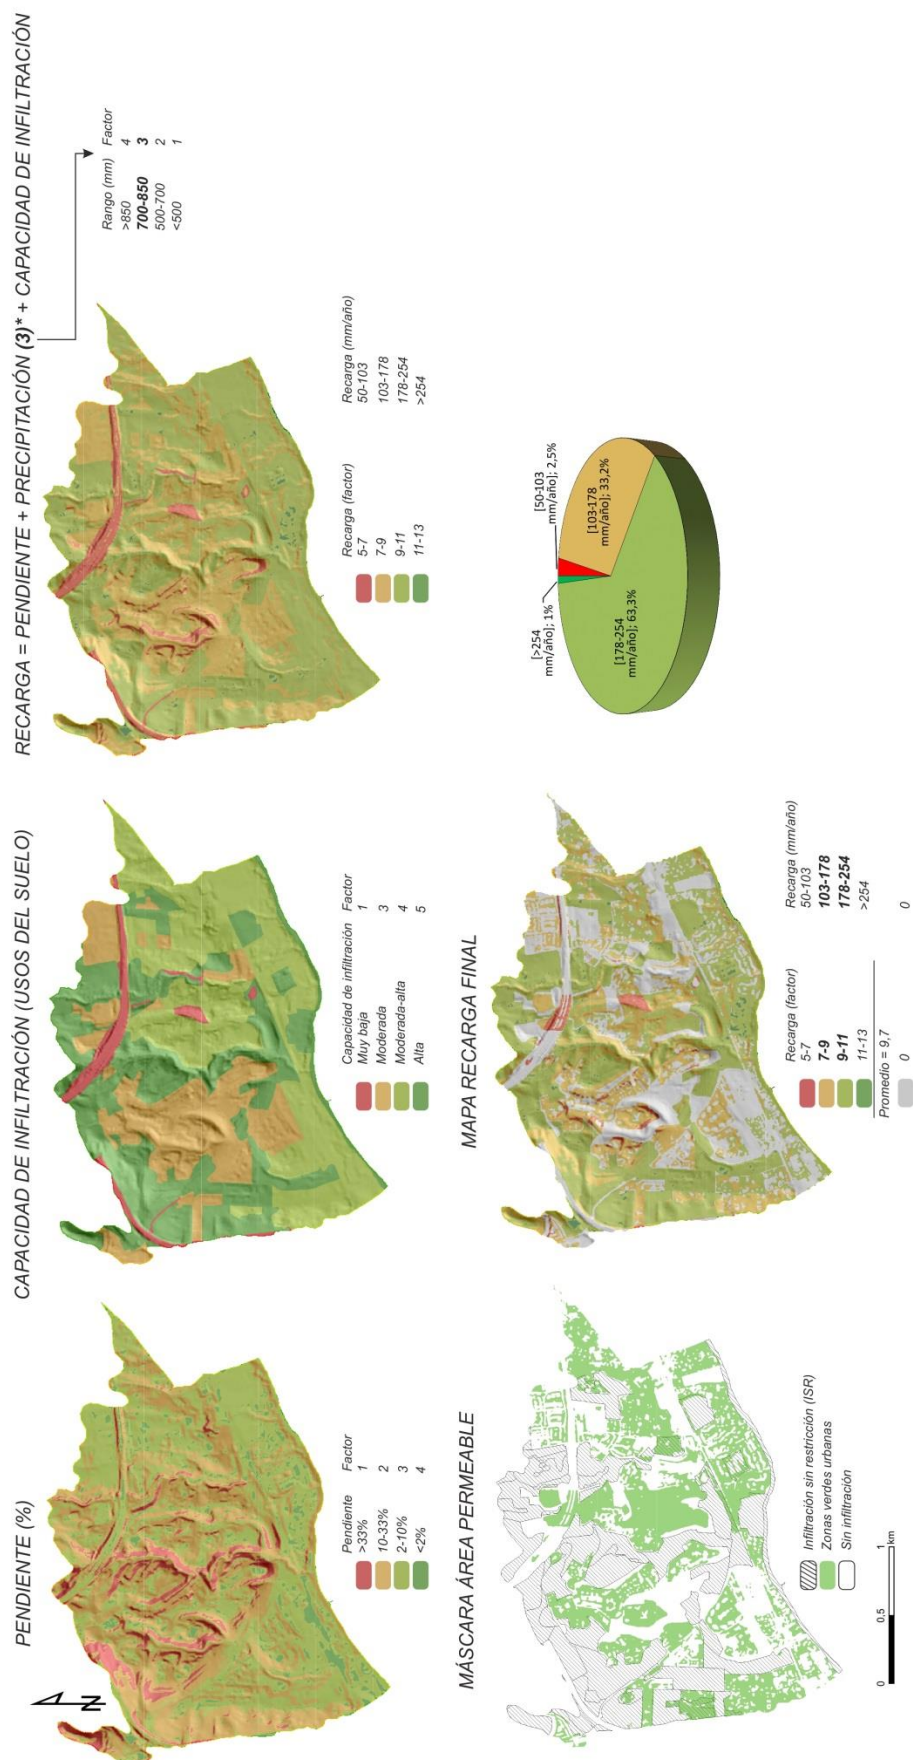 PENDIENTE (%)
N
Pendiente Factor
>33% 1
10-33% 2
2-10% 3
<2% 4
CAPACIDAD DE INFILTRACIÓN (USOS DEL SUELO)
Capacidad de infiltración Factor
Muy baja 1
Moderada 3
Moderada-alta 4
Alta 5
RECARGA = PENDIENTE + PRECIPITACIÓN (3)* + CAPACIDAD DE INFILTRACIÓN
Rango (mm) Factor
>850 4
700-850 3
500-700 2
<500 1
Recarga (factor) Recarga (mm/año)
5-7 50-103
7-9 103-178
9-11 178-254
11-13 >254
MÁSCARA ÁREA PERMEABLE
Infiltración sin restricción (ISR)
Zonas verdes urbanas
Sin infiltración
0 0.5 1
km
MAPA RECARGA FINAL
Recarga (factor) Recarga (mm/año)
5-7 50-103
7-9 103-178
9-11 178-254
11-13 >254
Promedio = 9,7
0 0
[>254
mm/año]; 1%
[50-103
mm/año]; 2,5%
[103-178
mm/año]; 33,2%
[178-254
mm/año]; 63,3%